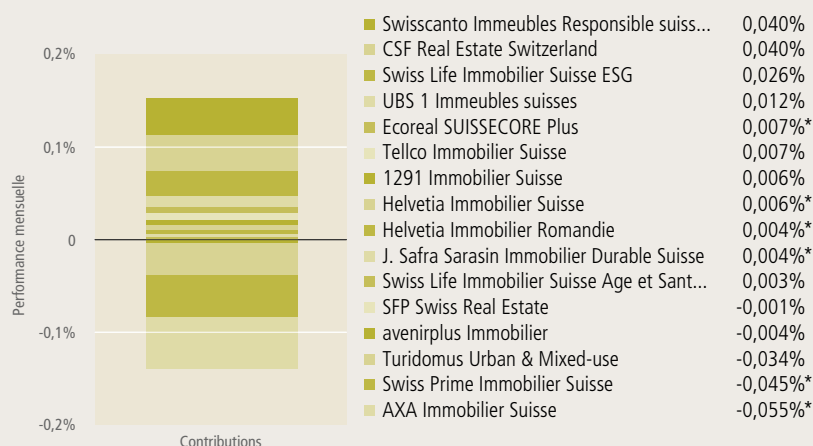 Performance mensuelle
0,2%
0,1%
0
-0,1%
-0,2%
Contributions
Swisscanto Immeubles Responsible suiss... 0,040%
CSF Real Estate Switzerland 0,040%
Swiss Life Immobilier Suisse ESG 0,026%
UBS 1 Immeubles suisses 0,012%
Ecoreal SUISSECORE Plus 0,007%*
Tellco Immobilier Suisse 0,007%
1291 Immobilier Suisse 0,006%
Helvetia Immobilier Suisse 0,006%*
Helvetia Immobilier Romandie 0,004%*
J. Safra Sarasin Immobilier Durable Suisse 0,004%*
Swiss Life Immobilier Suisse Age et Sant... 0,003%
SFP Swiss Real Estate -0,001%
avenirplus Immobilier -0,004%
Turidomus Urban & Mixed-use -0,034%
Swiss Prime Immobilier Suisse -0,045%*
AXA Immobilier Suisse -0,055%*